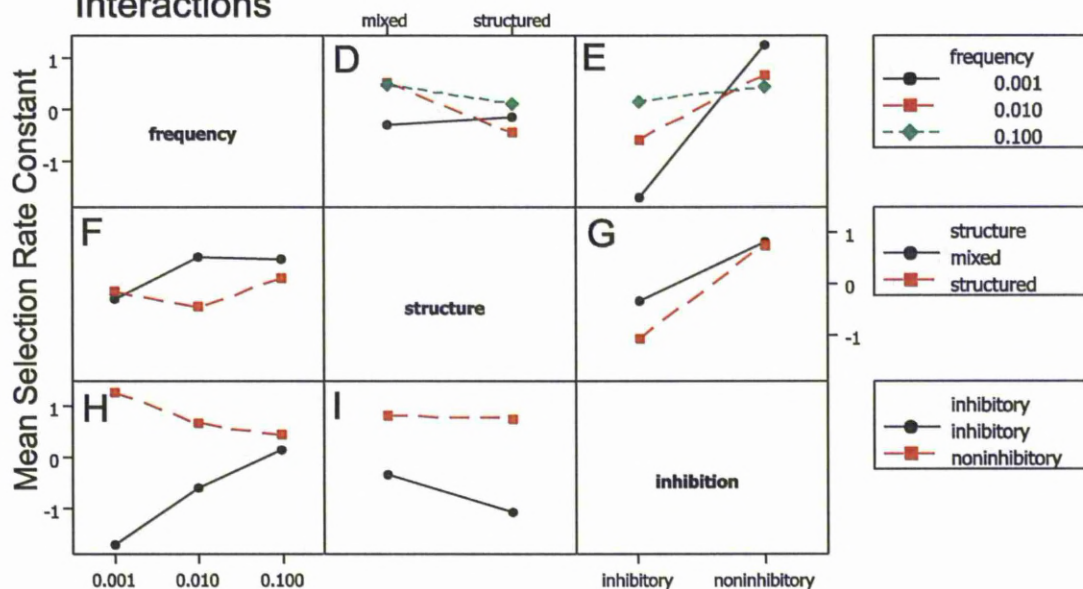 Interactions
mixed structured
Mean Selection Rate Constant
1
0
-1
frequency
D
E
frequency
0.001
0.010
0.100
F
structure
G
1
0
-1
structure
mixed
structured
1
0
-1
H
I
inhibition
inhibitory
inhibitory
noninhibitory
0.001 0.010 0.100
inhibitory noninhibitory